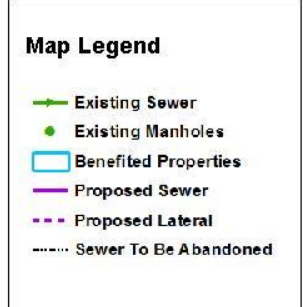 Map Legend
Existing Sewer
Existing Manholes
Benefited Properties
Proposed Sewer
Proposed Lateral
Sewer To Be Abandoned